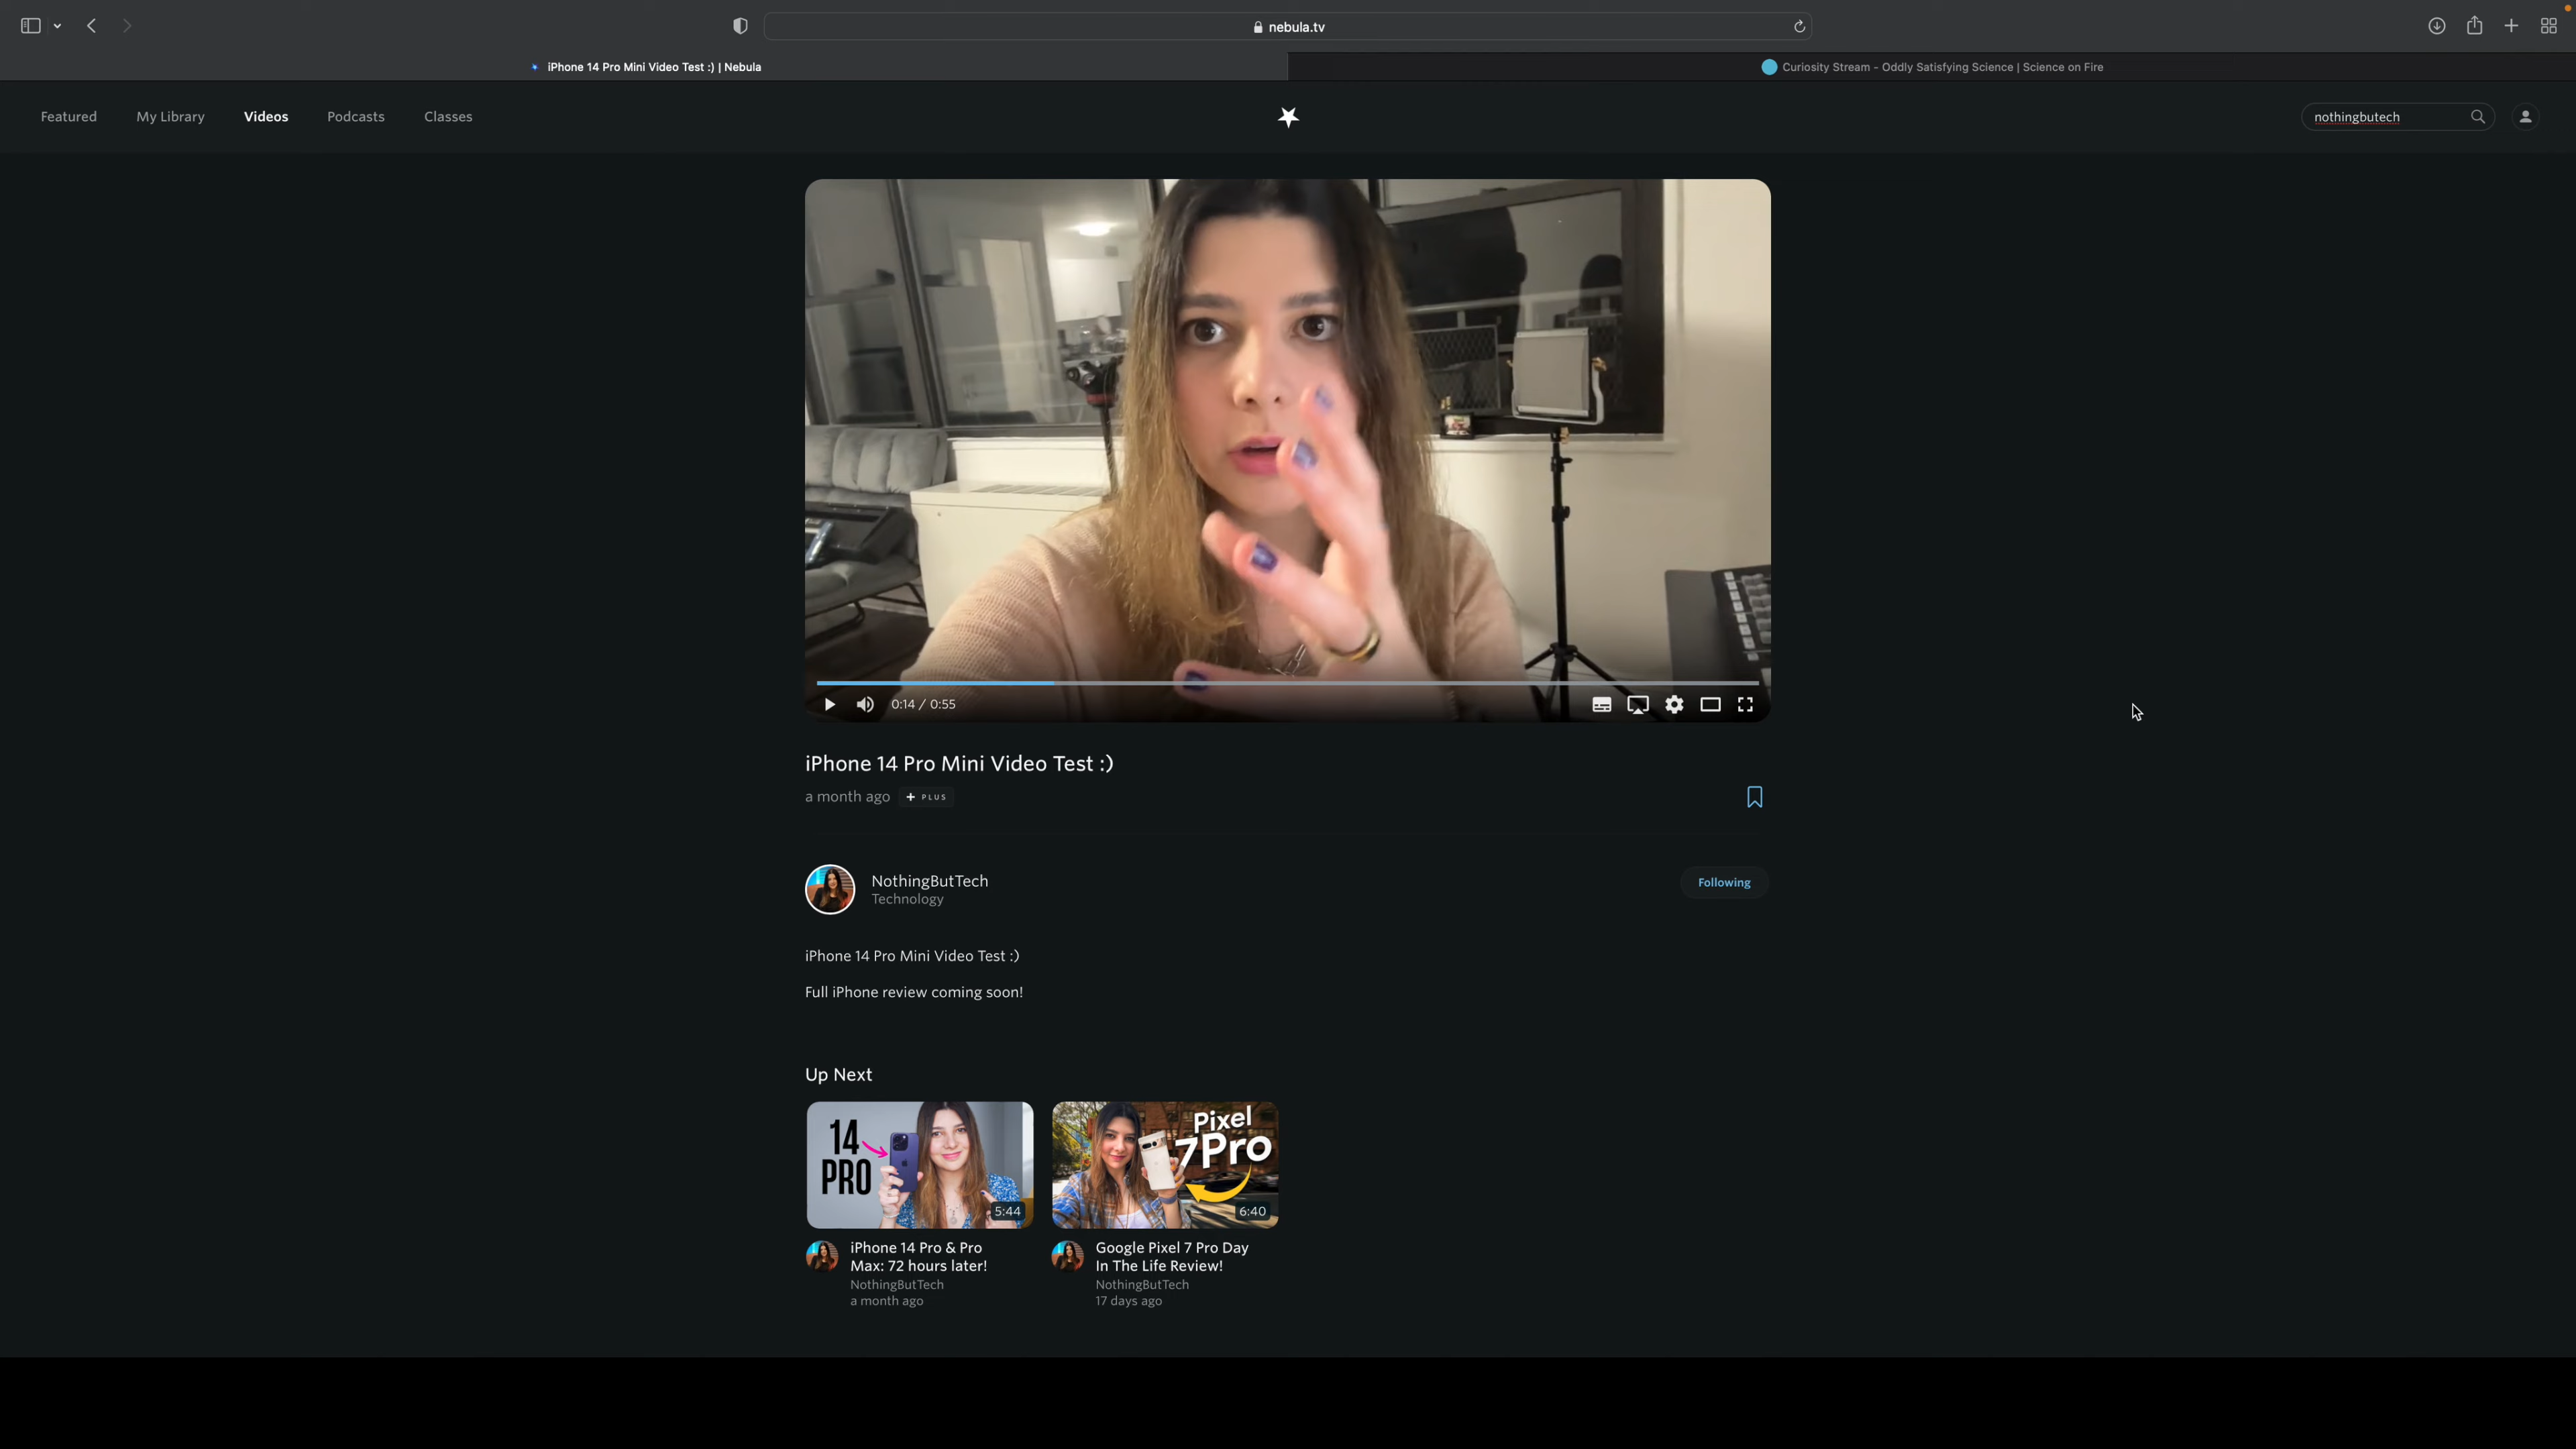 nebula.tv
iPhone 14 Pro Mini Video Test :) | Nebula
Curiosity Stream - Oddly Satisfying Science | Science on Fire
Featured
My Library
Videos
Podcasts
Classes
nothingbutech
0:14 / 0:55
iPhone 14 Pro Mini Video Test :)
a month ago
+ PLUS
NothingButTech
Technology
Following
iPhone 14 Pro Mini Video Test :)
Full iPhone review coming soon!
Up Next
14
PRO
5:44
Pixel
7Pro
6:40
iPhone 14 Pro & Pro
Max: 72 hours later!
NothingButTech
a month ago
Google Pixel 7 Pro Day
In The Life Review!
NothingButTech
17 days ago